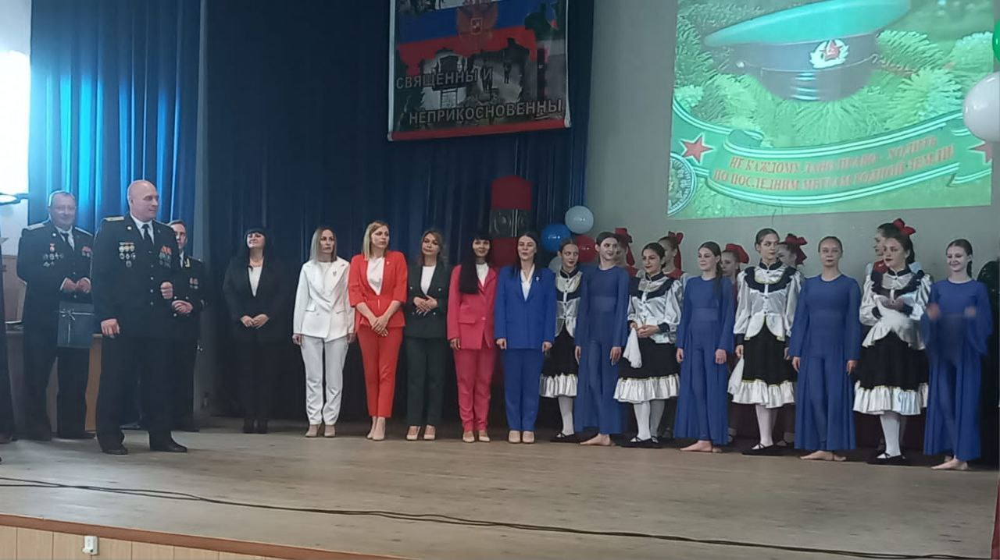 СВЯЩЕННЫ И
НЕПРИКОСНОВЕННЫ
НЕ КАЖДОМУ ДАНО ПРАВО - ХОДИТЬ
ПО ПОСЛЕДНИМ МЕТРАМ РОДНОЙ ЗЕМЛИ